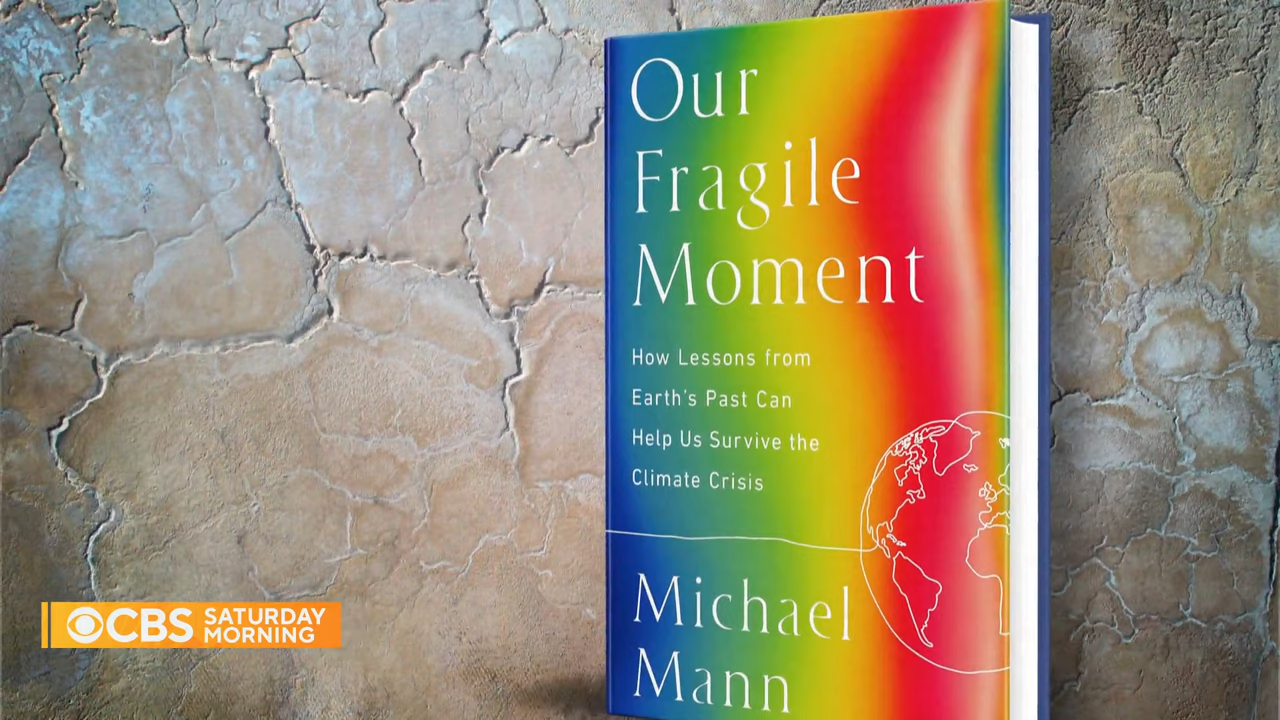 Our
Fragile
Moment
How Lessons from
Earth's Past Can
Help Us Survive the
Climate Crisis
Michael
Mann
CBS SATURDAY
MORNING